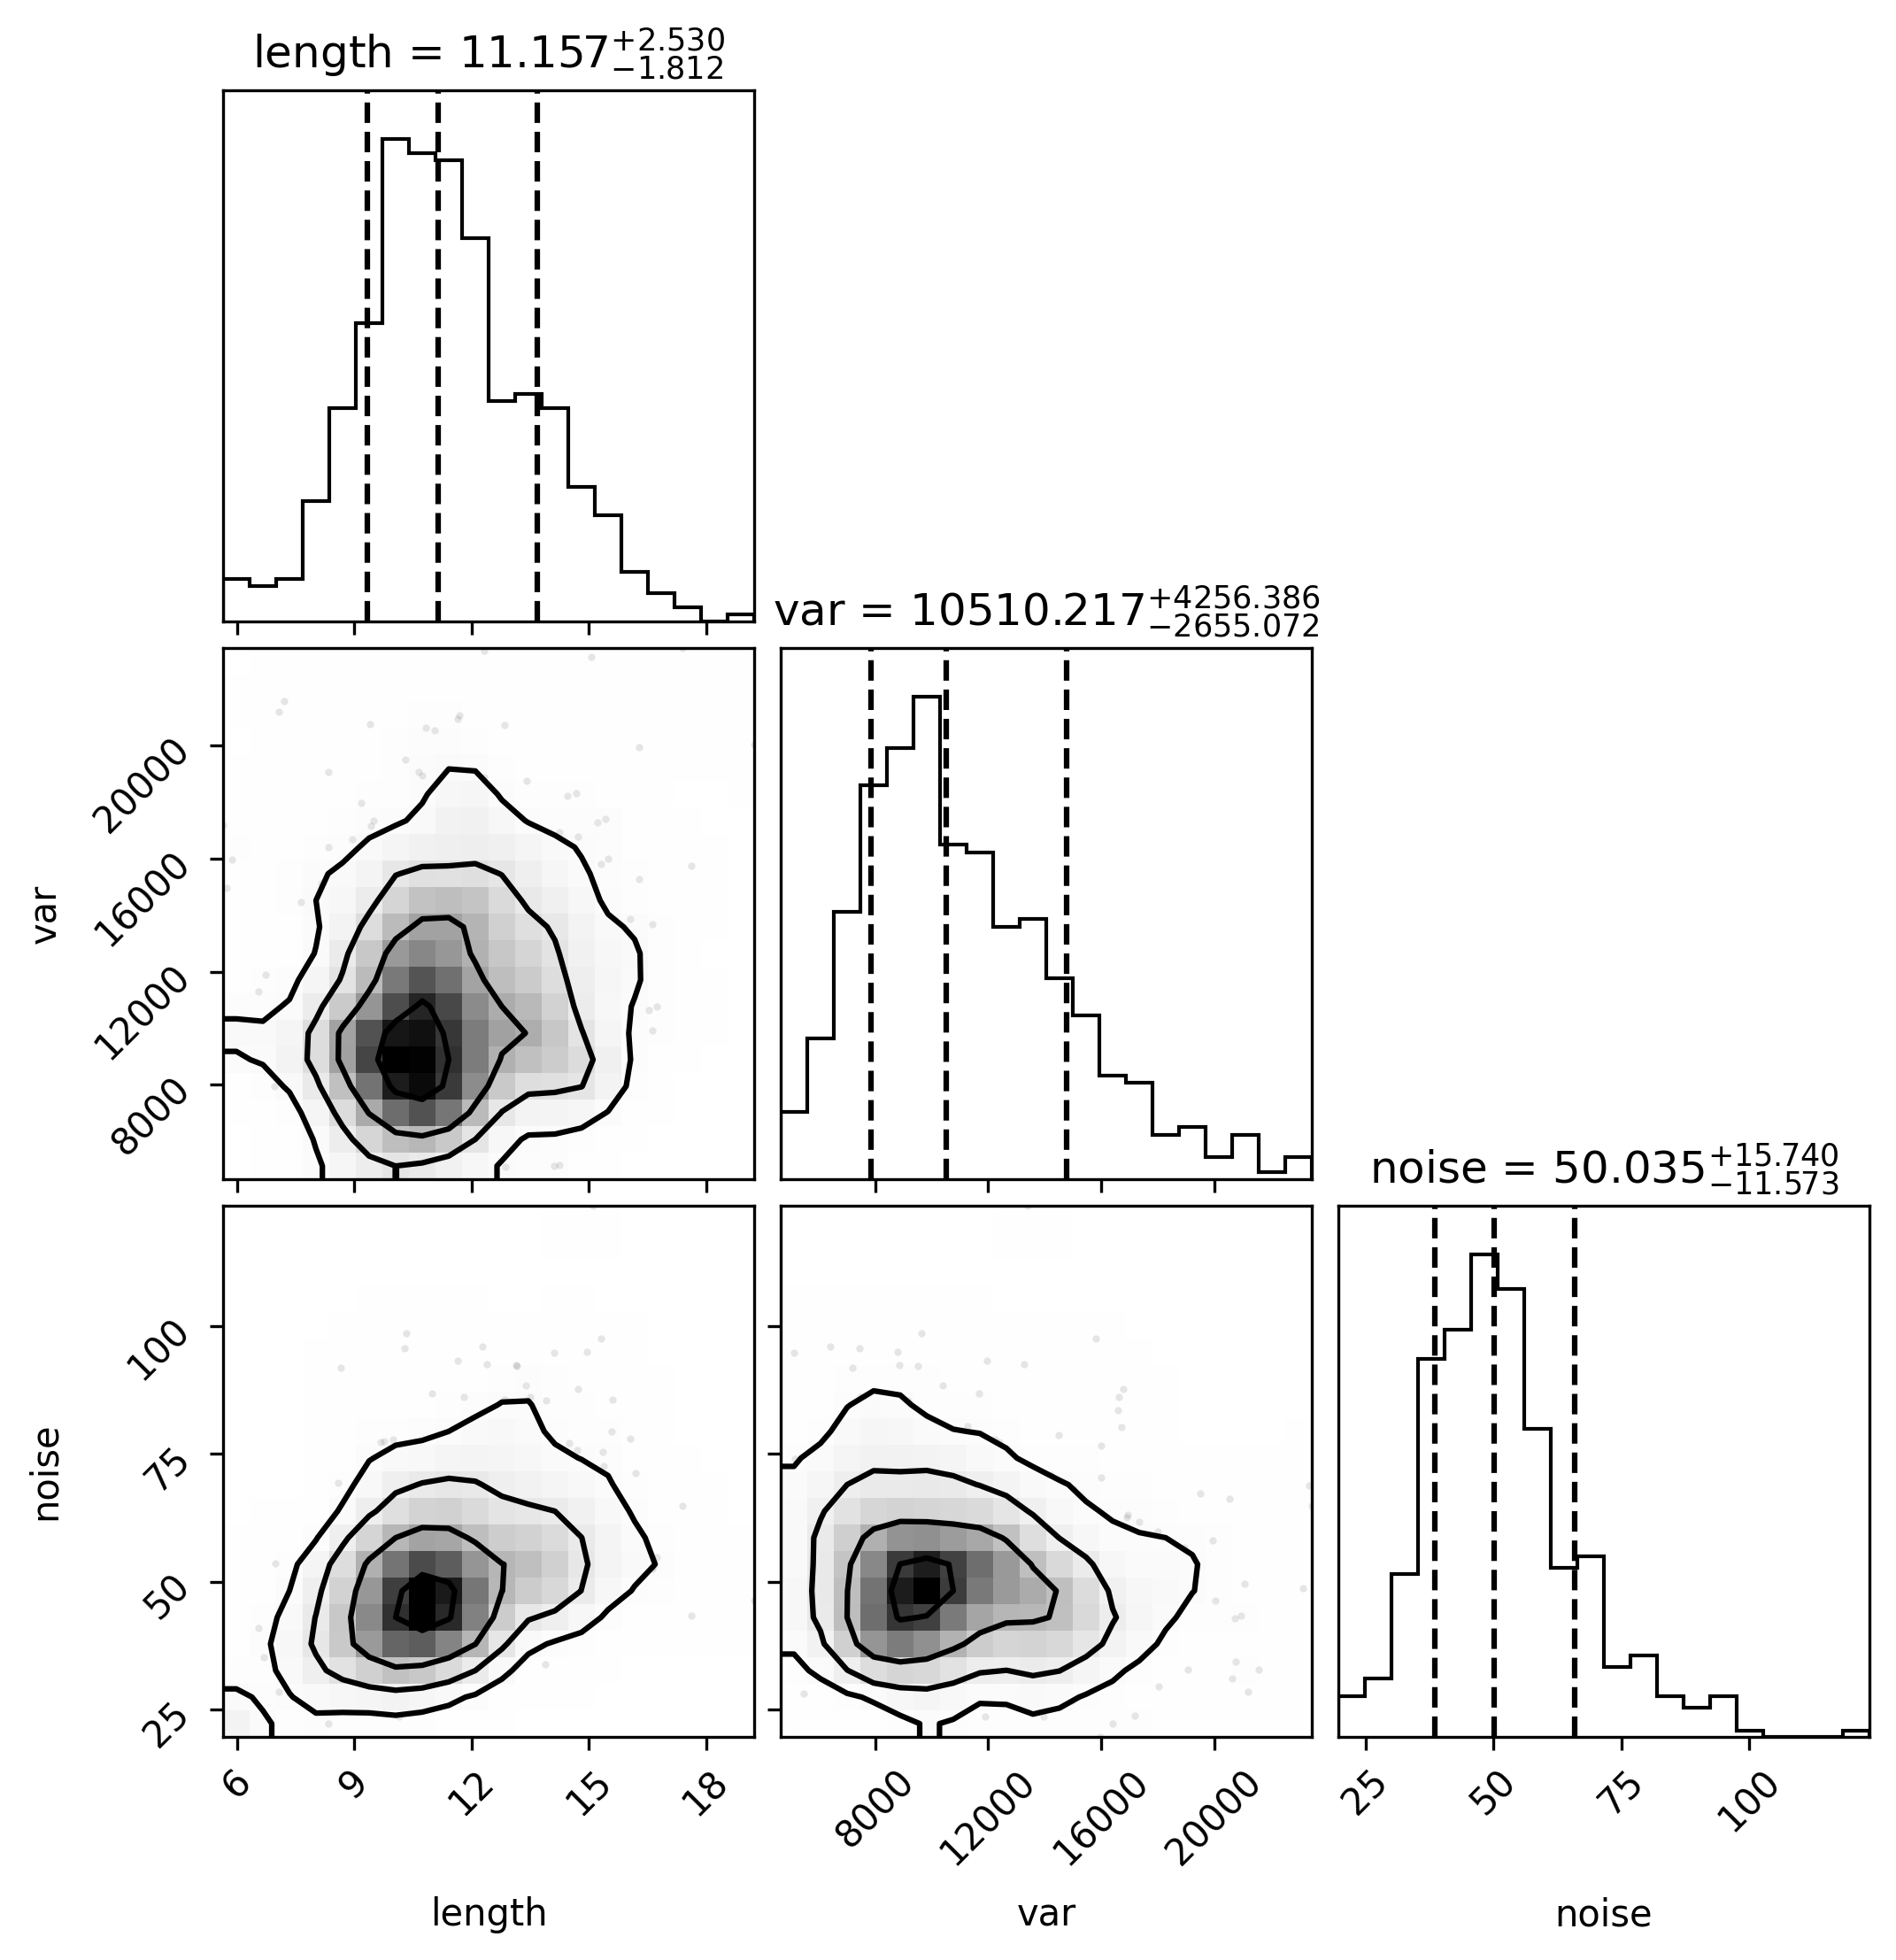 length = 11.157 +2.530 −1.812
var = 10510.217 +4256.386 −2655.072
20000
16000
12000
8000
var
noise = 50.035 +15.740 −11.573
100
75
50
25
noise
6 9 12 15 18
8000 12000 16000 20000
25 50 75 100
length
var
noise